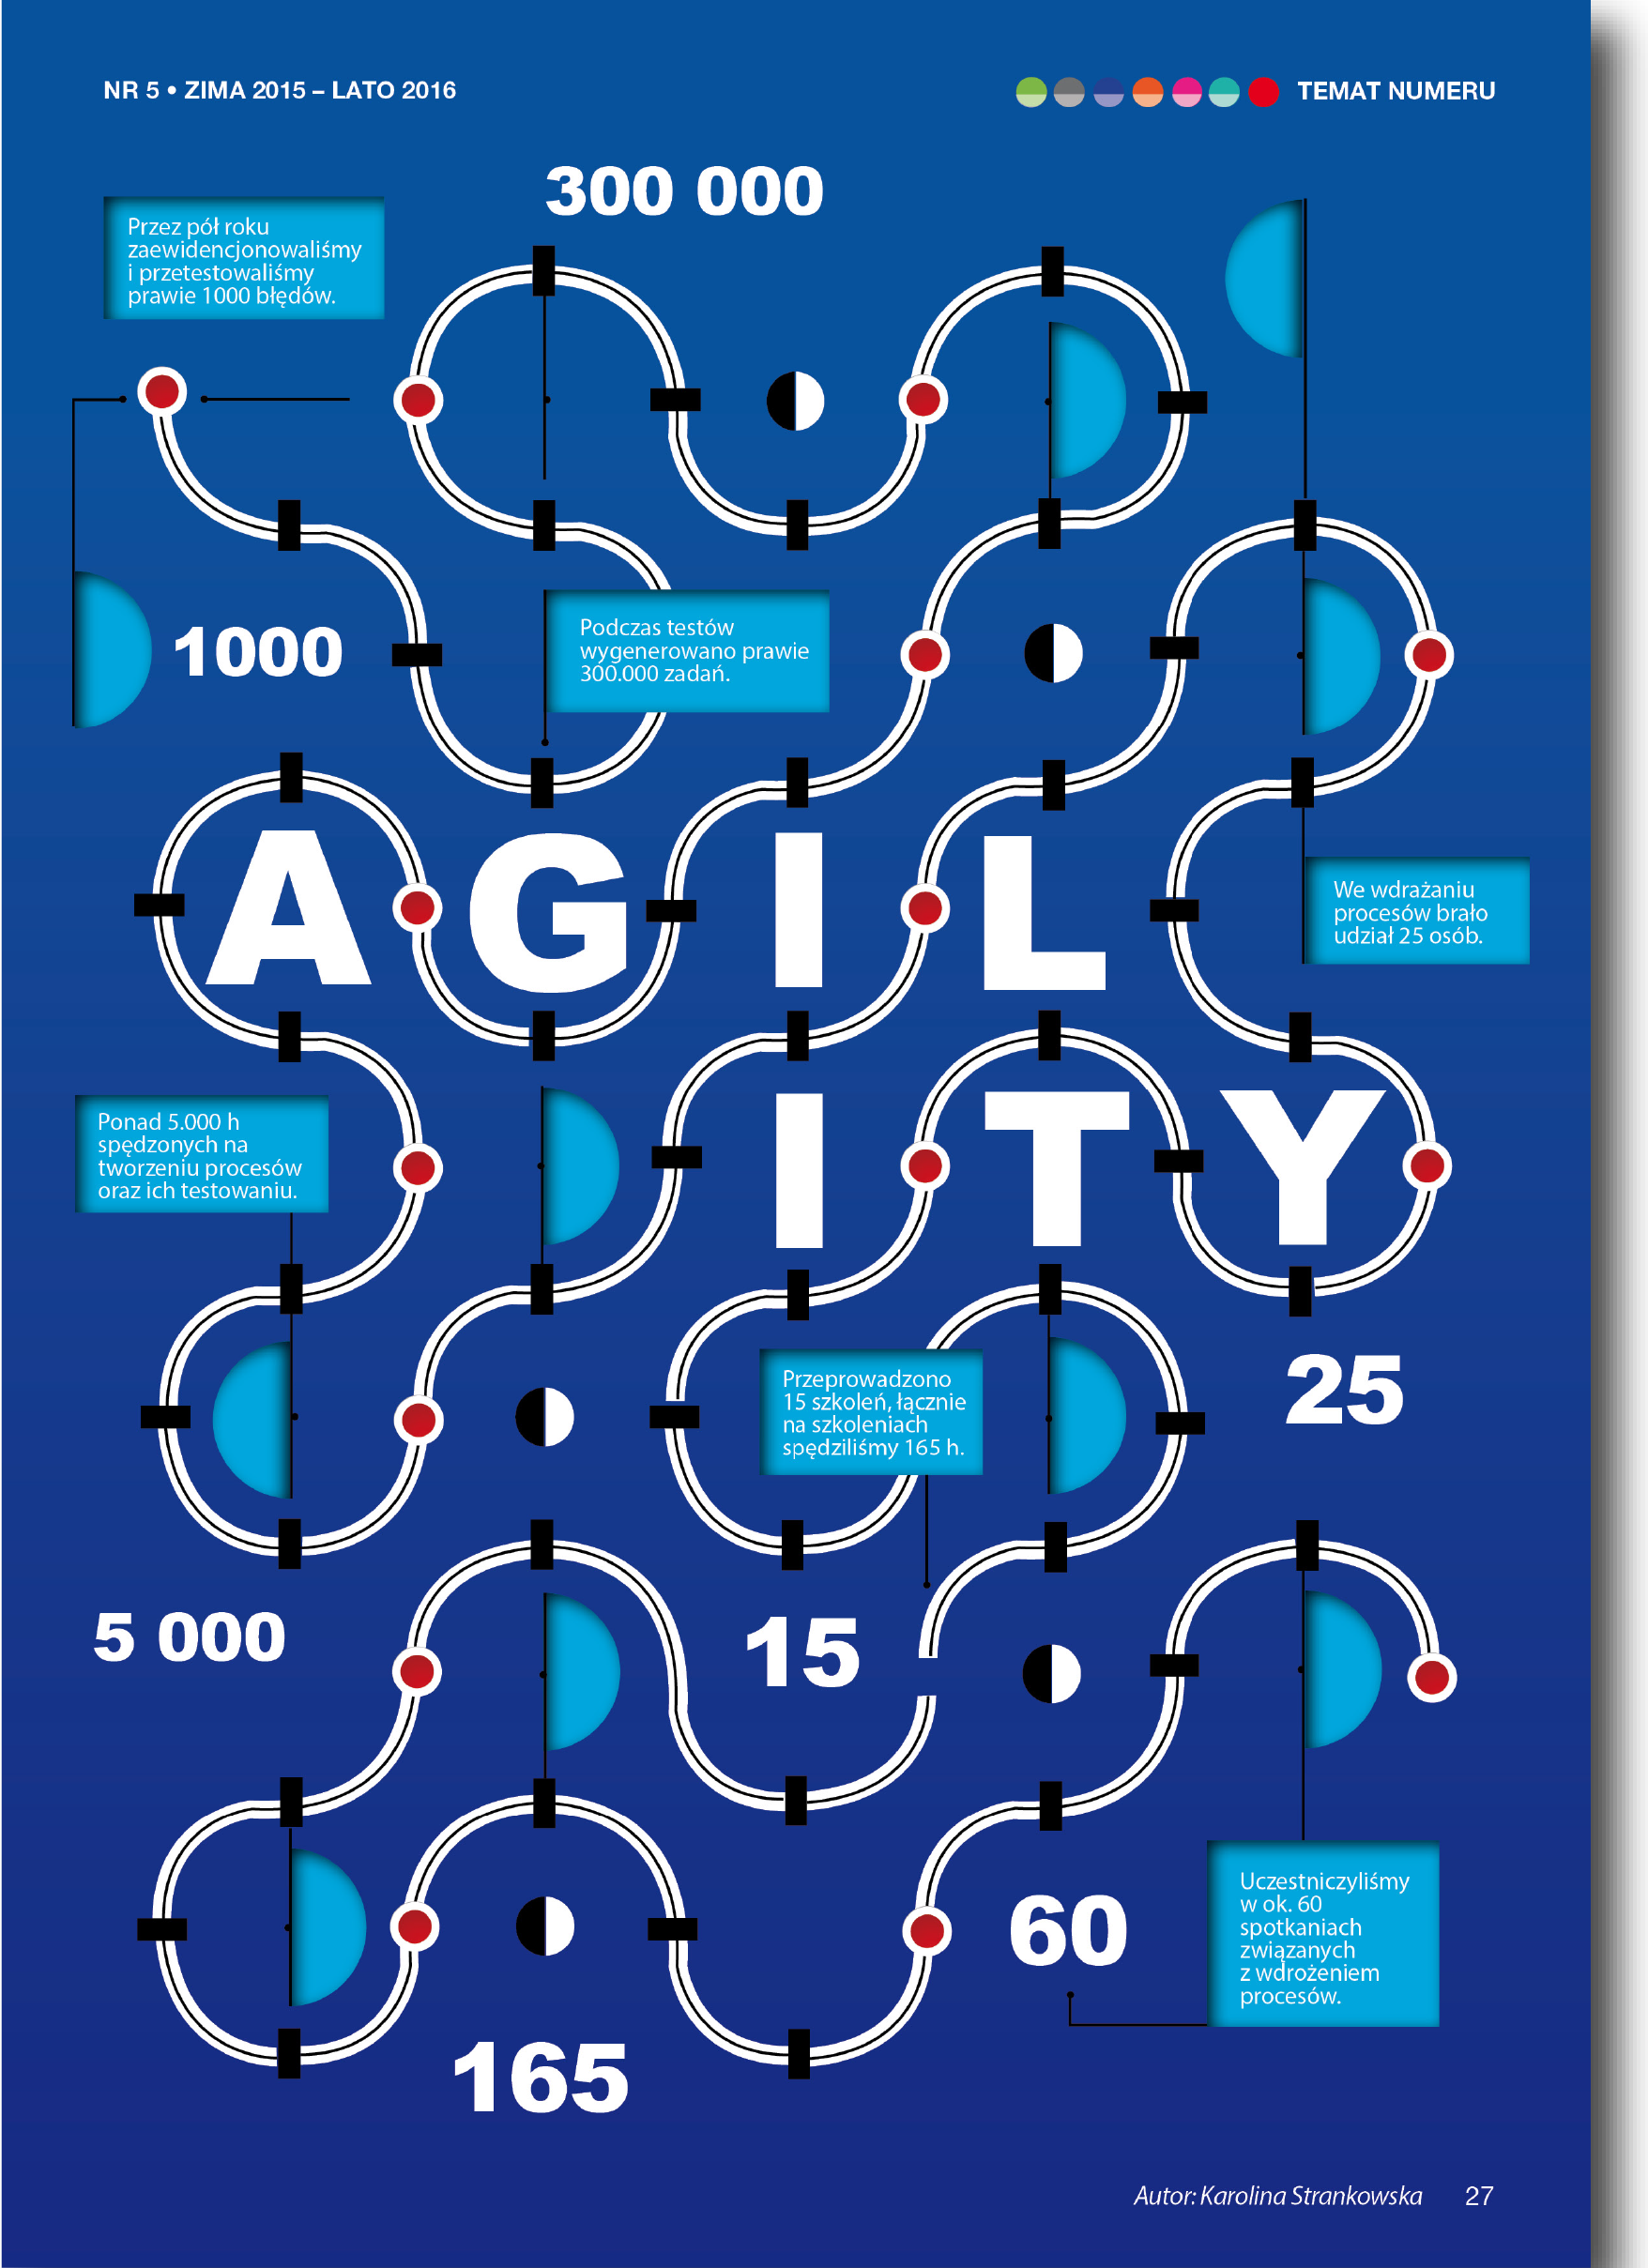 NR 5 • ZIMA 2015 – LATO 2016
TEMAT NUMERU
300 000
Przez pół roku
zaewidencjonowaliśmy
i przetestowaliśmy
prawie 1000 błędów.
1000
Podczas testów
wygenerowano prawie
300.000 zadań.
AGIL
We wdrażaniu
procesów brało
udział 25 osób.
ITY
Ponad 5.000 h
spędzonych na
tworzeniu procesów
oraz ich testowaniu.
Przeprowadzono
15 szkoleń, łącznie
na szkoleniach
spędziliśmy 165 h.
25
5 000
15
60
Uczestniczyliśmy
w ok. 60
spotkaniach
związanych
z wdrożeniem
procesów.
165
Autor: Karolina Strankowska
27